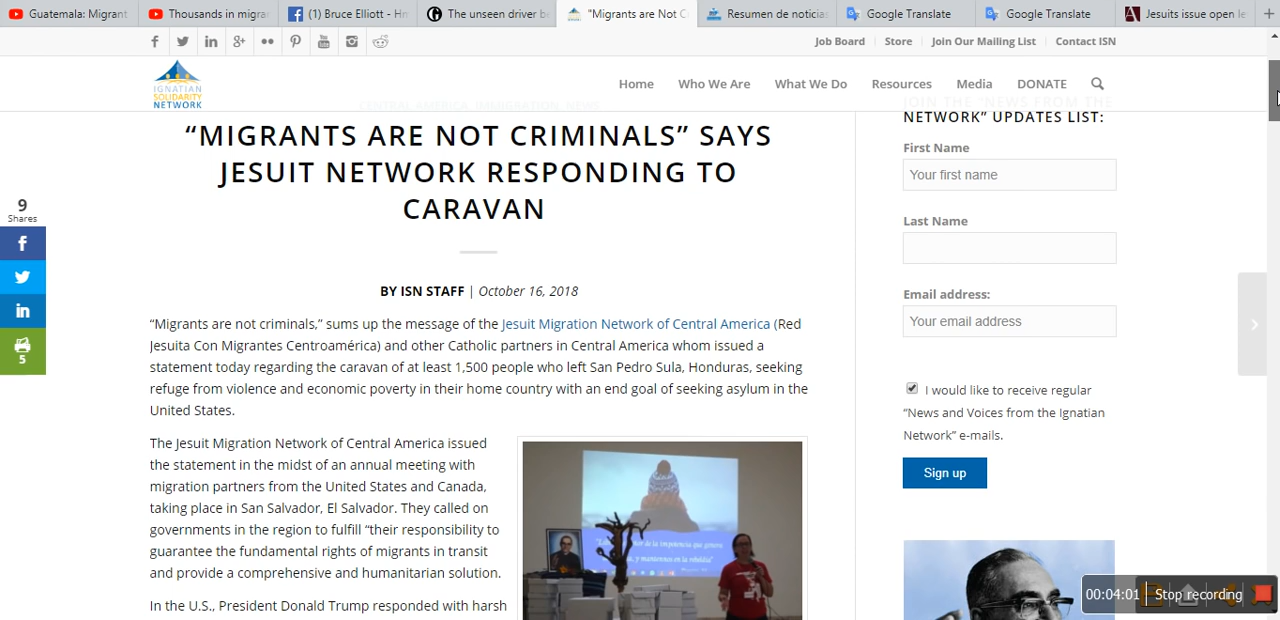 Guatemala: Migrant
Thousands in migra
(1) Bruce Elliott - Hn
The unseen driver be
"Migrants are Not C
Resumen de noticias
Google Translate
Google Translate
Jesuits issue open le
Job Board
Store
Join Our Mailing List
Contact ISN
IGNATIAN
SOLIDARITY
NETWORK
Home
Who We Are
What We Do
Resources
Media
DONATE
CENTRAL AMERICA, IMMIGRATION, NEWS
“MIGRANTS ARE NOT CRIMINALS” SAYS
JESUIT NETWORK RESPONDING TO
CARAVAN
BY ISN STAFF | October 16, 2018
“Migrants are not criminals,” sums up the message of the Jesuit Migration Network of Central America (Red
Jesuita Con Migrantes Centroamérica) and other Catholic partners in Central America whom issued a
statement today regarding the caravan of at least 1,500 people who left San Pedro Sula, Honduras, seeking
refuge from violence and economic poverty in their home country with an end goal of seeking asylum in the
United States.
The Jesuit Migration Network of Central America issued
the statement in the midst of an annual meeting with
migration partners from the United States and Canada,
taking place in San Salvador, El Salvador. They called on
governments in the region to fulfill “their responsibility to
guarantee the fundamental rights of migrants in transit
and provide a comprehensive and humanitarian solution.
In the U.S., President Donald Trump responded with harsh
9
Shares
5
JOIN THE “NEWS FROM THE
NETWORK” UPDATES LIST:
First Name
Your first name
Last Name
Email address:
Your email address
I would like to receive regular
“News and Voices from the Ignatian
Network” e-mails.
Sign up
00:04:01
Stop recording